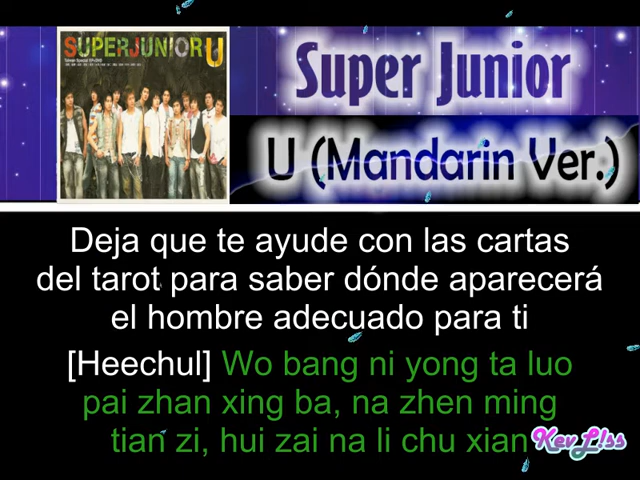 SUPERJUNIOR U
Super Junior
U (Mandarin Ver.)
Deja que te ayude con las cartas
del tarot para saber dónde aparecerá
el hombre adecuado para ti
[Heechul] Wo bang ni yong ta luo
pai zhan xing ba, na zhen ming
tian zi, hui zai na li chu xian
KevL!ss